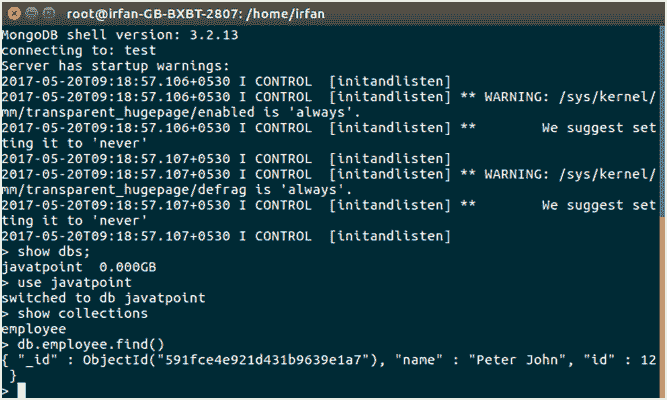 root@irfan-GB-BXBT-2807: /home/irfan
MongoDB shell version: 3.2.13
connecting to: test
Server has startup warnings:
2017-05-20T09:18:57.106+0530 I CONTROL  [initandlisten]
2017-05-20T09:18:57.106+0530 I CONTROL  [initandlisten] ** WARNING: /sys/kernel/
mm/transparent_hugepage/enabled is 'always'.
2017-05-20T09:18:57.106+0530 I CONTROL  [initandlisten] **        We suggest set
ting it to 'never'
2017-05-20T09:18:57.107+0530 I CONTROL  [initandlisten]
2017-05-20T09:18:57.107+0530 I CONTROL  [initandlisten] ** WARNING: /sys/kernel/
mm/transparent_hugepage/defrag is 'always'.
2017-05-20T09:18:57.107+0530 I CONTROL  [initandlisten] **        We suggest set
ting it to 'never'
2017-05-20T09:18:57.107+0530 I CONTROL  [initandlisten]
> show dbs;
javatpoint  0.000GB
> use javatpoint
switched to db javatpoint
> show collections
employee
> db.employee.find()
{ "_id" : ObjectId("591fce4e921d431b9639e1a7"), "name" : "Peter John", "id" : 12
 }
>